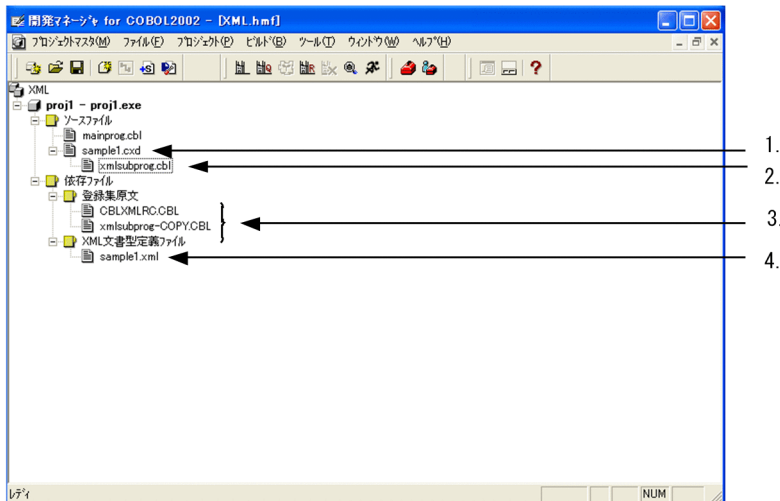 開発マネージャ for COBOL2002 - [XML.hmf]
プロジェクトマスタ(M) ファイル(F) プロジェクト(P) ビルド(B) ツール(T) ウィンドウ(W) ヘルプ(H)
XML
proj1 - proj1.exe
ソースファイル
mainprog.cbl
sample1.cxd
1.
xmlsubprog.cbl
2.
依存ファイル
登録集原文
CBLXMLRC.CBL
xmlsubprog-COPY.CBL
3.
XML文書型定義ファイル
sample1.xml
4.
レディ
NUM